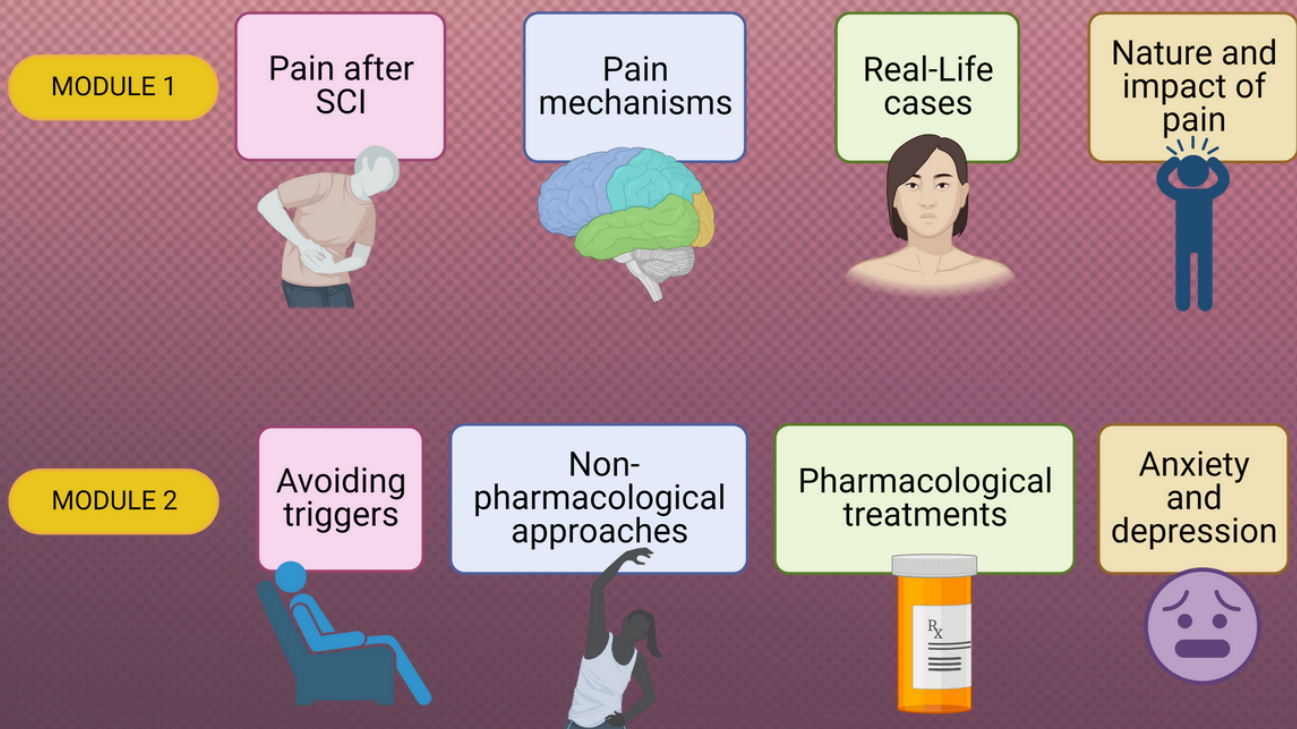 MODULE 1
Pain after
SCI
Pain
mechanisms
Real-Life
cases
Nature and
impact of
pain
MODULE 2
Avoiding
triggers
Non-
pharmacological
approaches
Pharmacological
treatments
Rx
Anxiety
and
depression